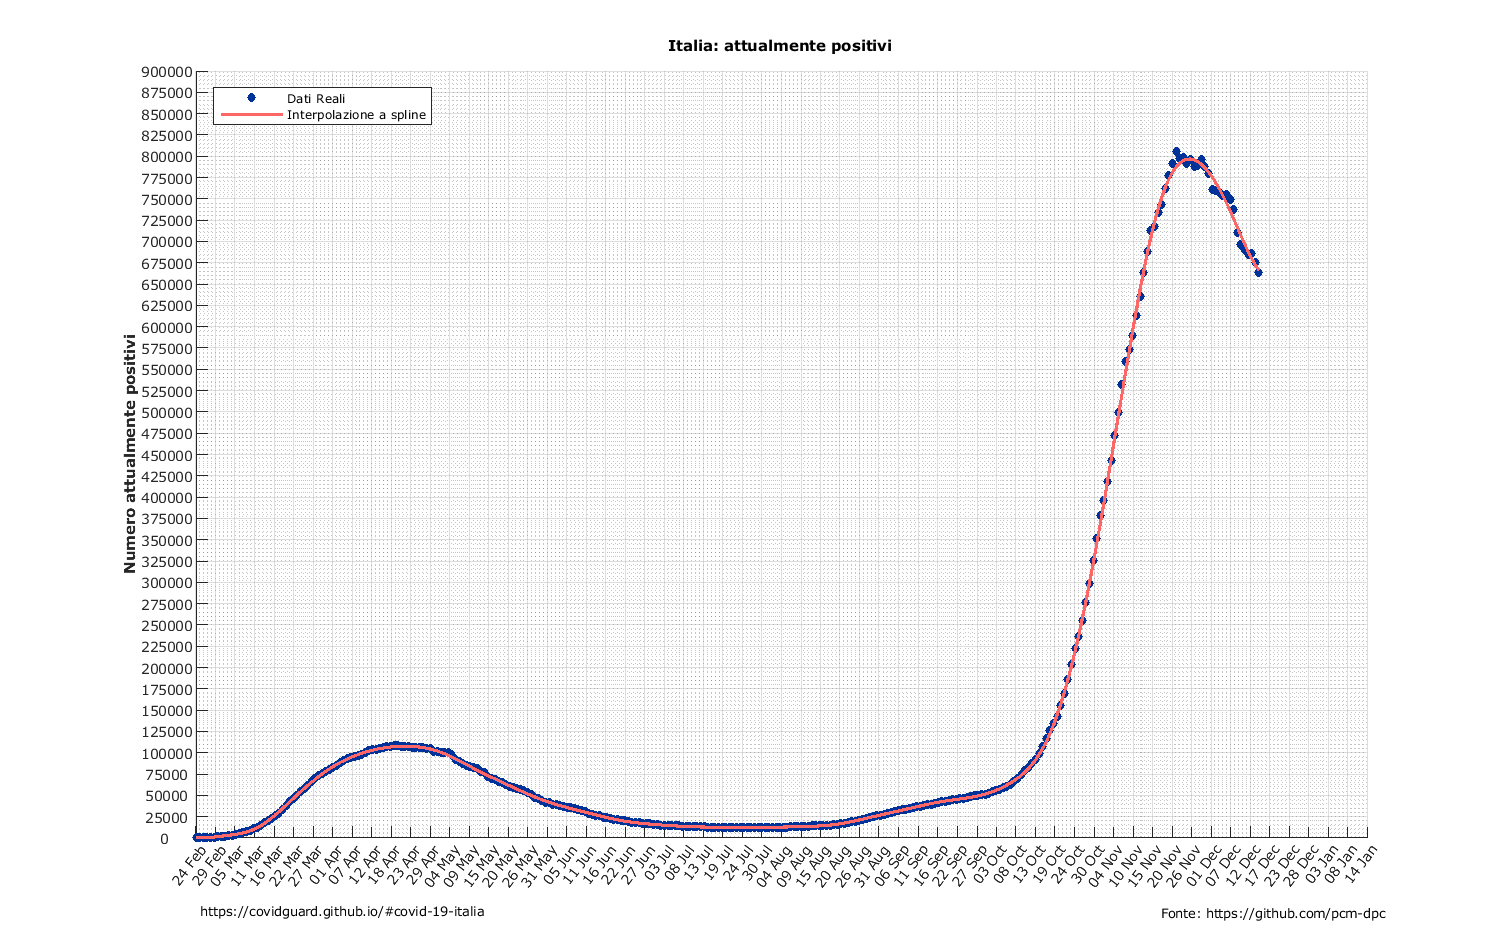 Italia: attualmente positivi
Dati Reali
Interpolazione a spline
Numero attualmente positivi
900000
875000
850000
825000
800000
775000
750000
725000
700000
675000
650000
625000
600000
575000
550000
525000
500000
475000
450000
425000
400000
375000
350000
325000
300000
275000
250000
225000
200000
175000
150000
125000
100000
75000
50000
25000
0
24 Feb
29 Feb
05 Mar
11 Mar
16 Mar
22 Mar
27 Mar
01 Apr
07 Apr
12 Apr
18 Apr
23 Apr
29 Apr
04 May
09 May
15 May
20 May
26 May
31 May
05 Jun
11 Jun
16 Jun
22 Jun
27 Jun
03 Jul
08 Jul
13 Jul
19 Jul
24 Jul
30 Jul
04 Aug
09 Aug
15 Aug
20 Aug
26 Aug
31 Aug
06 Sep
11 Sep
16 Sep
22 Sep
27 Sep
03 Oct
08 Oct
13 Oct
19 Oct
24 Oct
30 Oct
04 Nov
10 Nov
15 Nov
20 Nov
26 Nov
01 Dec
07 Dec
12 Dec
17 Dec
23 Dec
28 Dec
03 Jan
08 Jan
14 Jan
https://covidguard.github.io/#covid-19-italia
Fonte: https://github.com/pcm-dpc